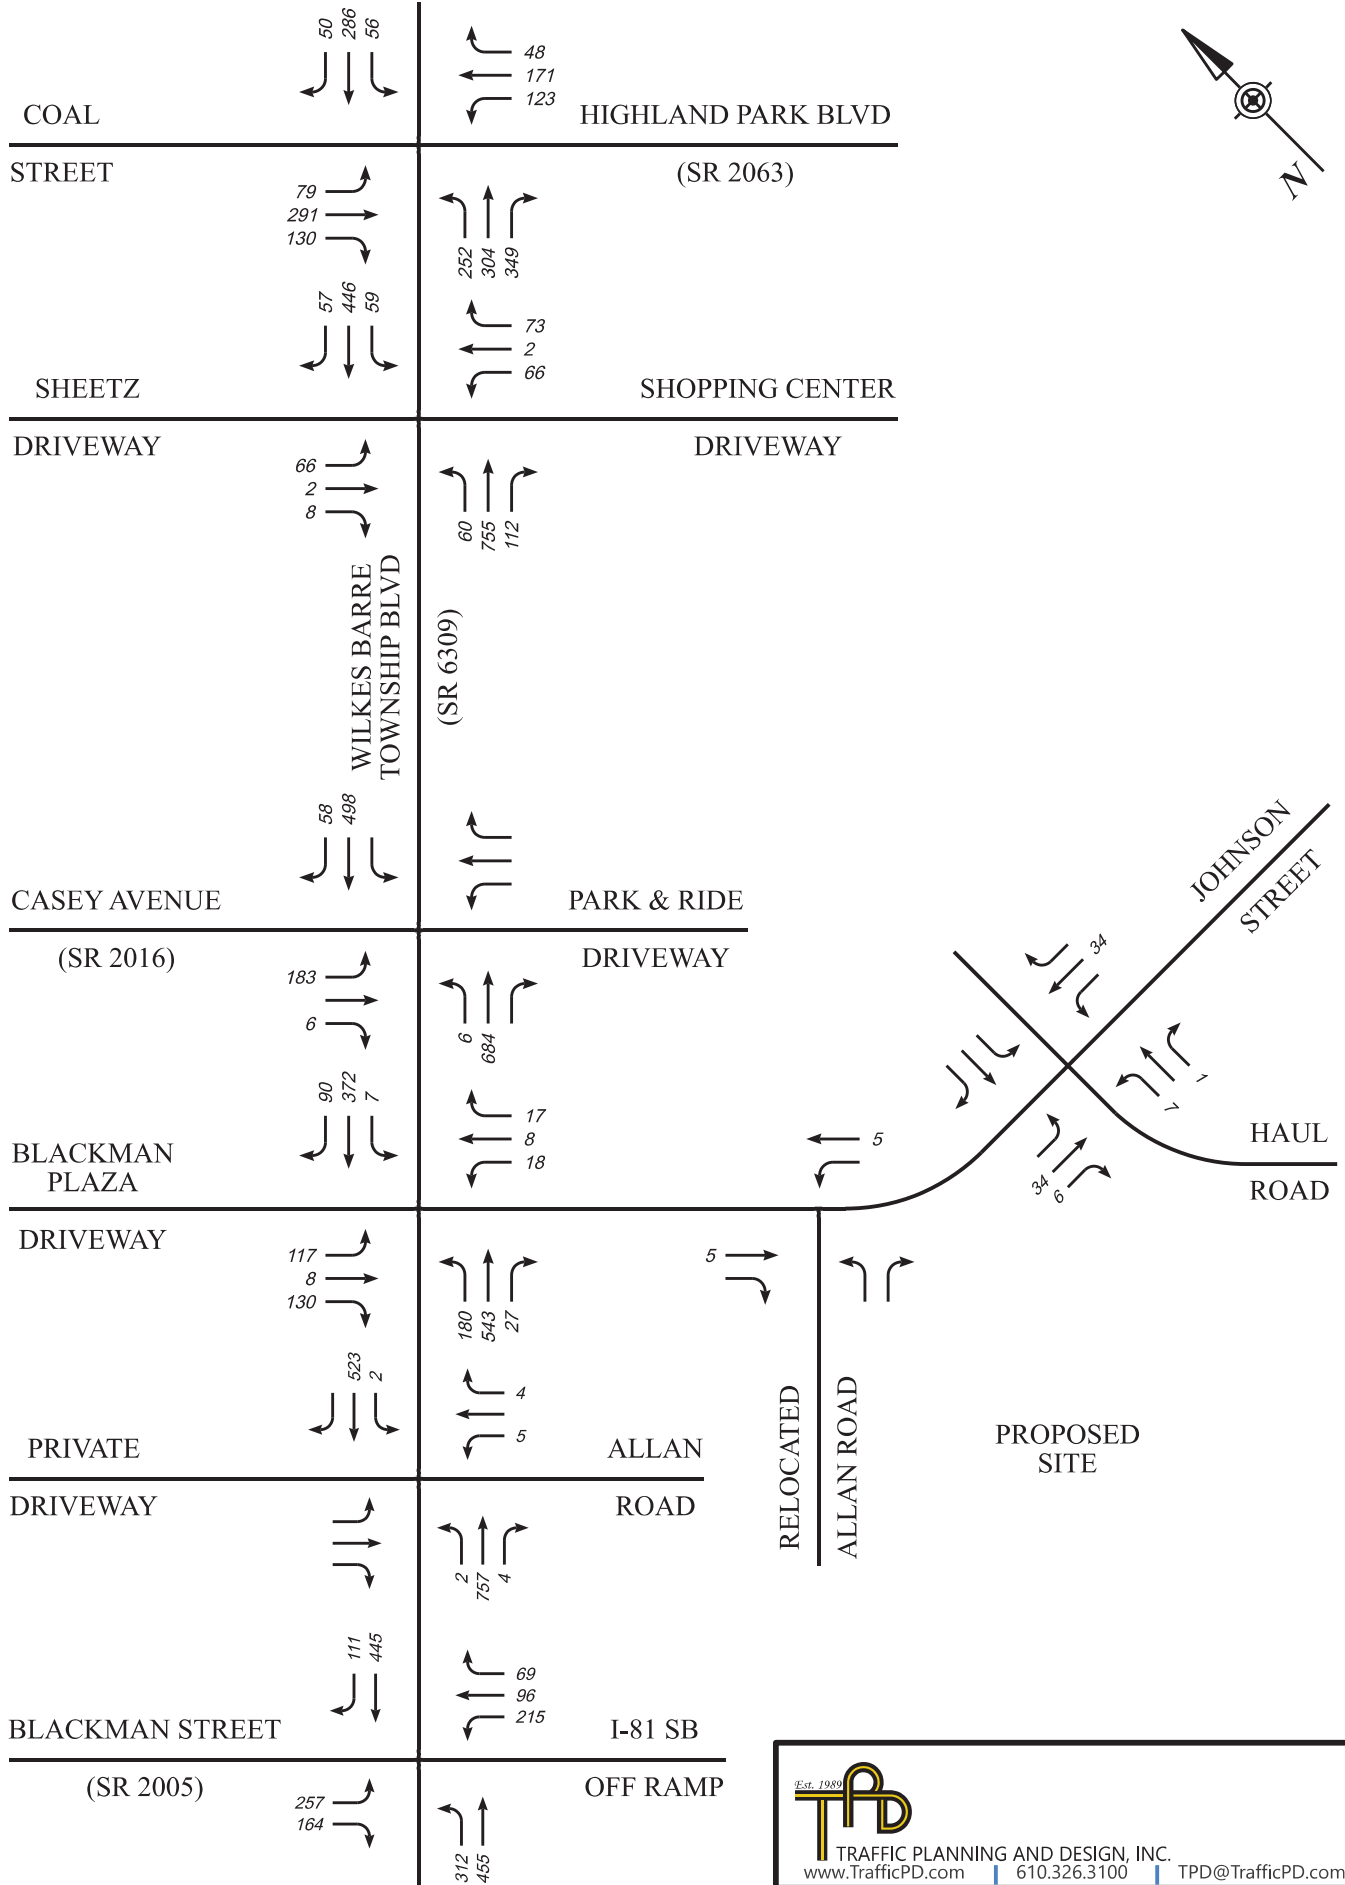 50
286
56
48
171
123
COAL
HIGHLAND PARK BLVD
STREET
(SR 2063)
N
79
291
130
252
304
349
57
446
59
73
2
66
SHEETZ
SHOPPING CENTER
DRIVEWAY
DRIVEWAY
66
2
8
60
755
112
WILKES BARRE
TOWNSHIP BLVD
(SR 6309)
58
498
CASEY AVENUE
PARK & RIDE
(SR 2016)
DRIVEWAY
183
6
6
684
JOHNSON
STREET
34
1
7
34
6
HAUL
ROAD
90
372
7
17
8
18
5
BLACKMAN
PLAZA
DRIVEWAY
117
8
130
180
543
27
5
RELOCATED
ALLAN ROAD
PROPOSED
SITE
523
2
4
5
PRIVATE
ALLAN
DRIVEWAY
ROAD
2
757
4
111
445
69
96
215
BLACKMAN STREET
I-81 SB
(SR 2005)
OFF RAMP
257
164
312
455
Est. 1989
TPD
TRAFFIC PLANNING AND DESIGN, INC.
www.TrafficPD.com | 610.326.3100 | TPD@TrafficPD.com